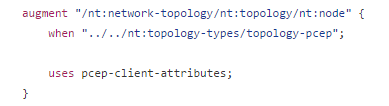 augment "/nt:network-topology/nt:topology/nt:node" {
    when "../../nt:topology-types/topology-pcep";

    uses pcep-client-attributes;
}